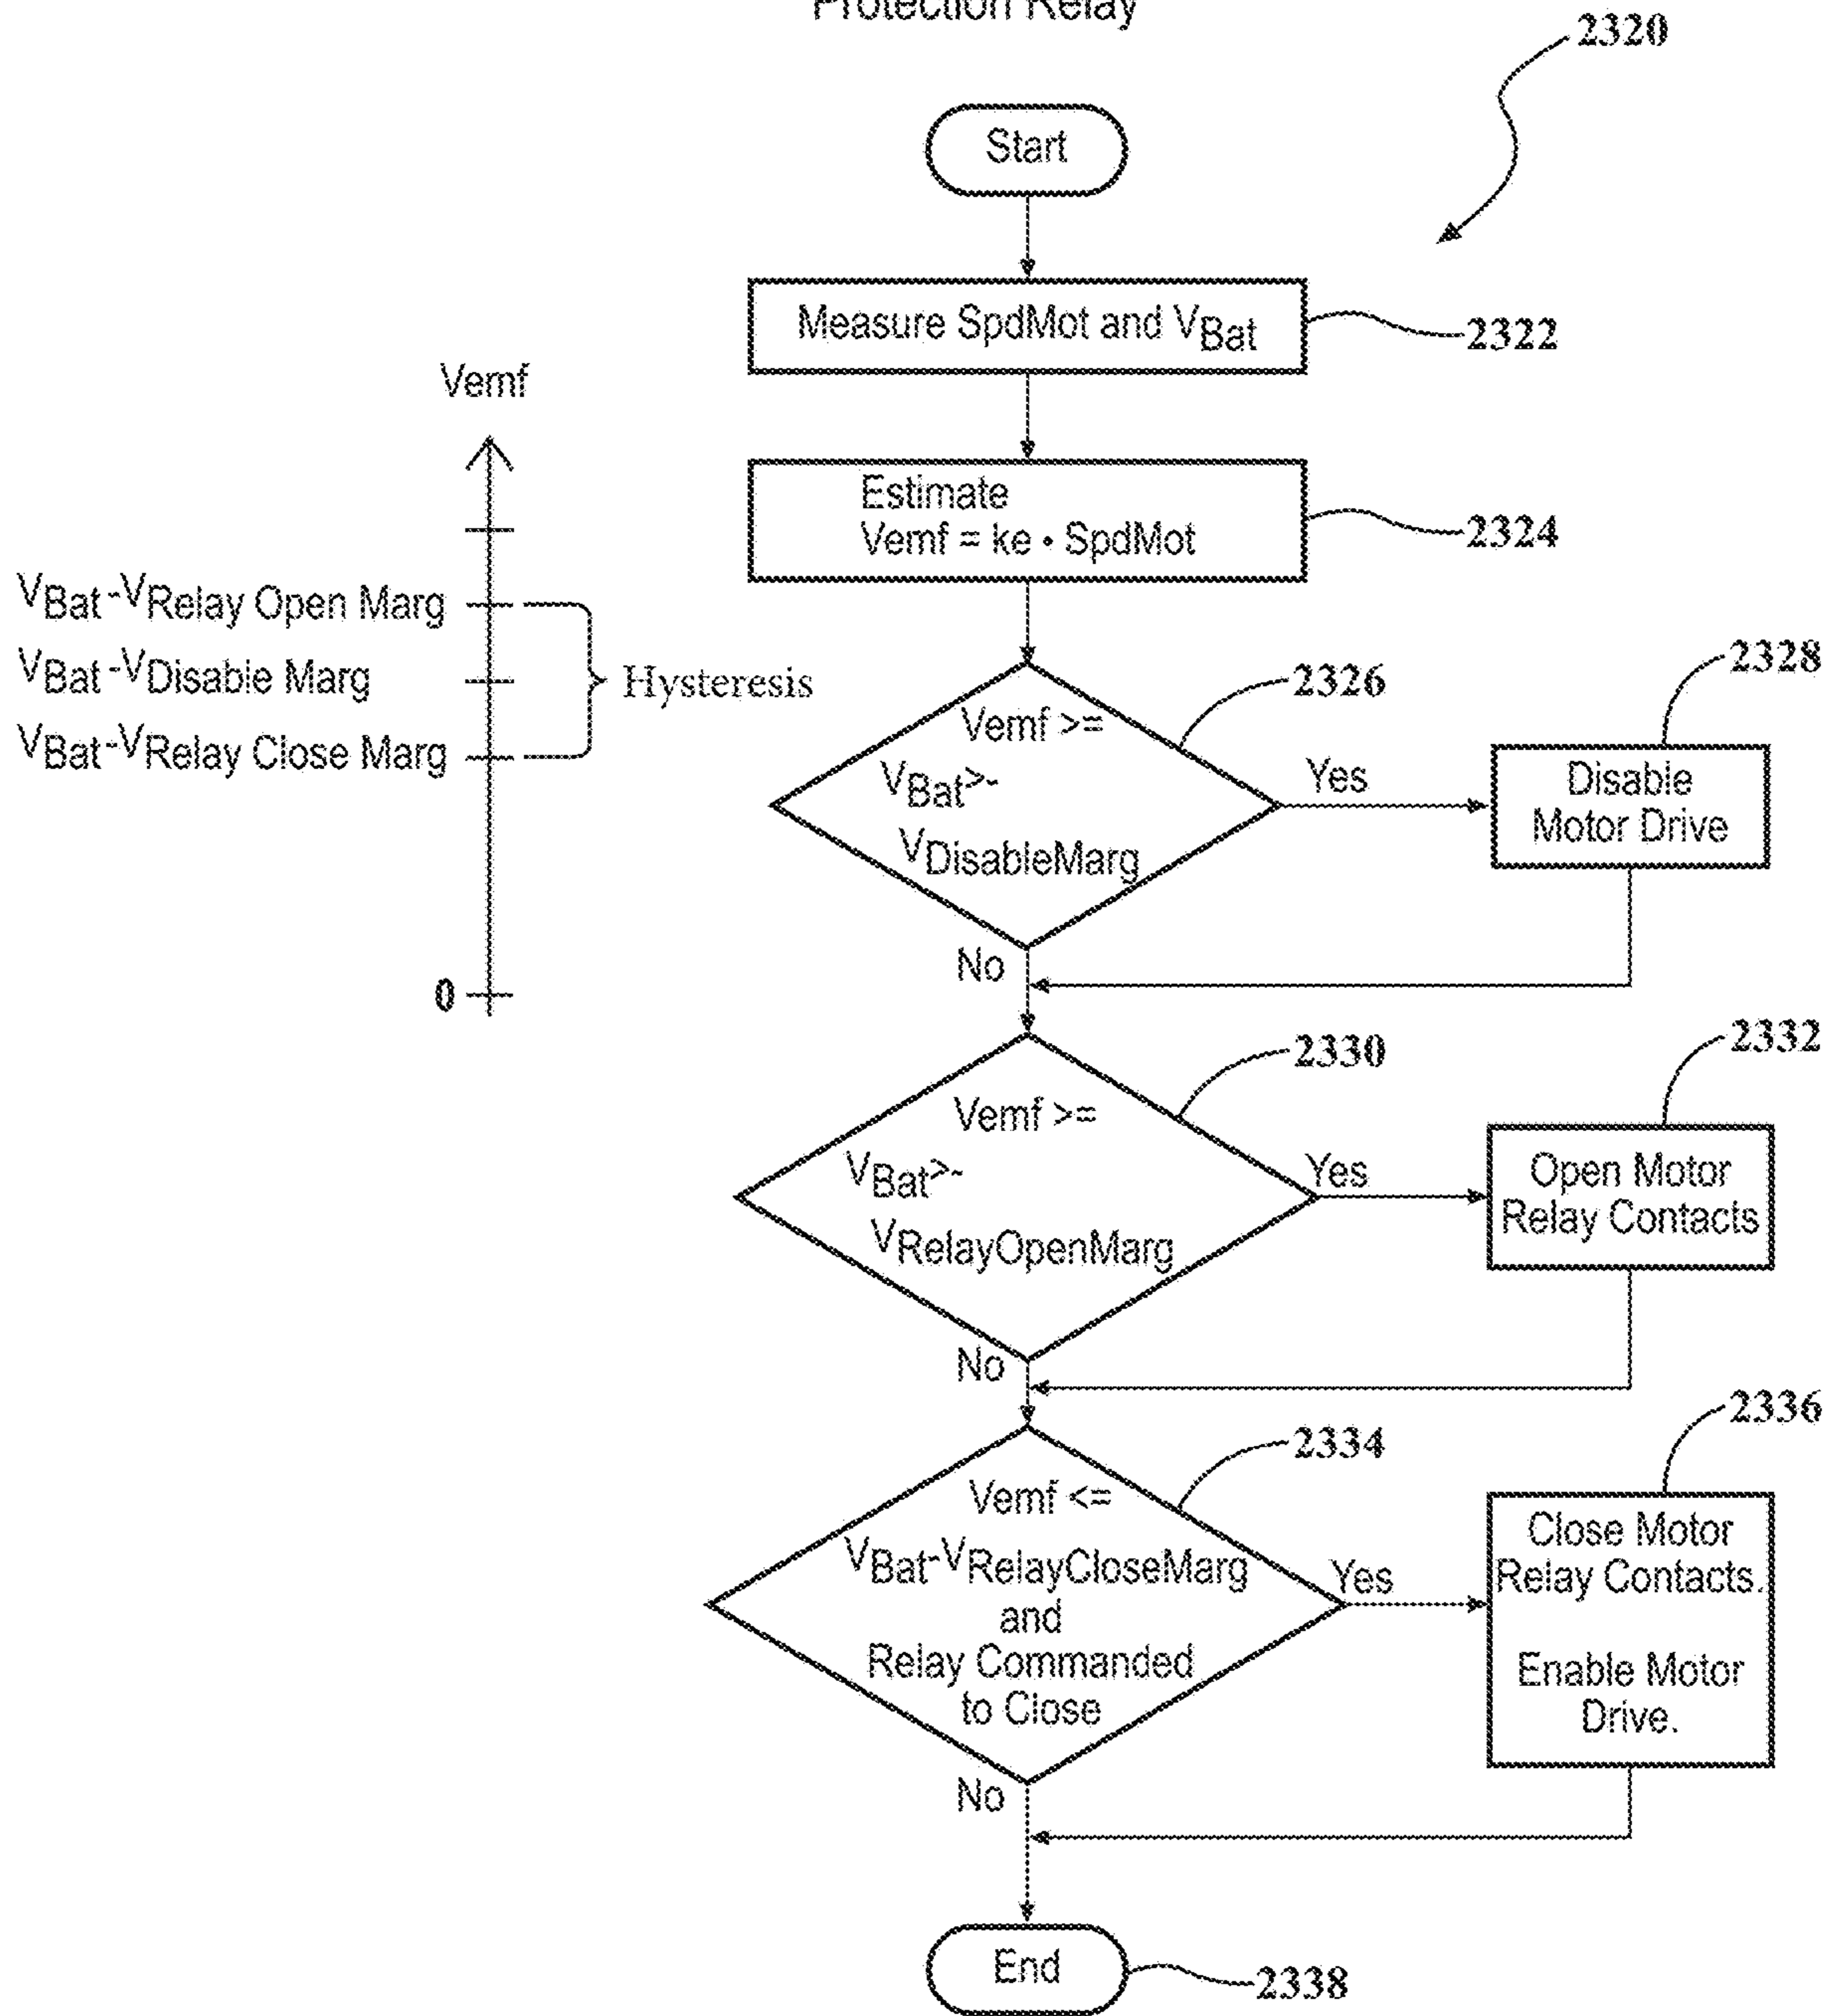 Protection Relay
2320
Start
Measure SpdMot and VBat
2322
Estimate
Vemf = ke • SpdMot
2324
Vemf
VBat-VRelay Open Marg
VBat-VDisable Marg
VBat-VRelay Close Marg
Hysteresis
0
2326
Vemf >=
VBat>-
VDisableMarg
Yes
No
2328
Disable
Motor Drive
2330
Vemf >=
VBat>-
VRelayOpenMarg
Yes
No
2332
Open Motor
Relay Contacts
2334
Vemf <=
VBat-VRelayCloseMarg
and
Relay Commanded
to Close
Yes
No
2336
Close Motor
Relay Contacts.
Enable Motor
Drive.
End
2338